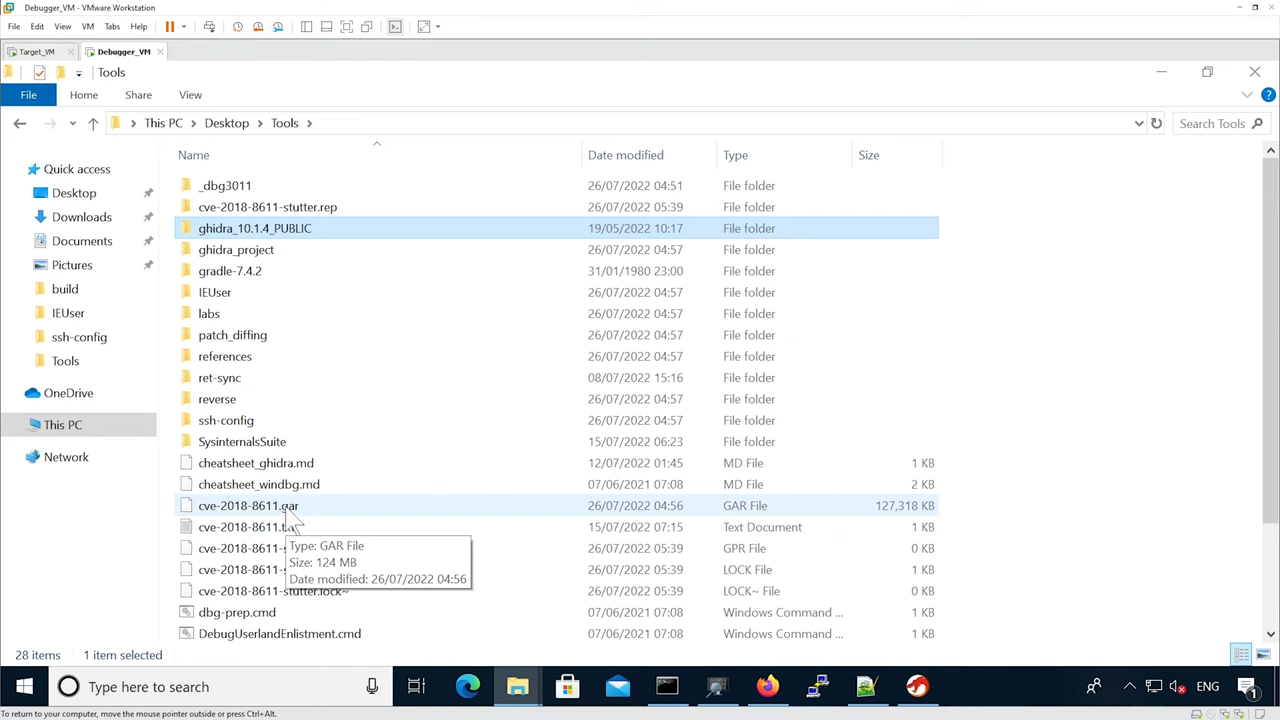 Debugger_VM - VMware Workstation
File Edit View VM Tabs Help
Target_VM Debugger_VM
Tools
File Home Share View
This PC Desktop Tools Search Tools
Name Date modified Type Size
Quick access
Desktop
Downloads
Documents
Pictures
build
IEUser
ssh-config
Tools
OneDrive
This PC
Network
_dbg3011 26/07/2022 04:51 File folder
cve-2018-8611-stutter.rep 26/07/2022 05:39 File folder
ghidra_10.1.4_PUBLIC 19/05/2022 10:17 File folder
ghidra_project 26/07/2022 04:57 File folder
gradle-7.4.2 31/01/1980 23:00 File folder
IEUser 26/07/2022 04:57 File folder
labs 26/07/2022 04:57 File folder
patch_diffing 26/07/2022 04:57 File folder
references 26/07/2022 04:57 File folder
ret-sync 08/07/2022 15:16 File folder
reverse 26/07/2022 04:57 File folder
ssh-config 26/07/2022 04:57 File folder
SysinternalsSuite 15/07/2022 06:23 File folder
cheatsheet_ghidra.md 12/07/2022 01:45 MD File 1 KB
cheatsheet_windbg.md 07/06/2021 07:08 MD File 2 KB
cve-2018-8611.gar 26/07/2022 04:56 GAR File 127,318 KB
cve-2018-8611.t 15/07/2022 07:15 Text Document 1 KB
cve-2018-8611-s 26/07/2022 05:39 GPR File 0 KB
cve-2018-8611-s 26/07/2022 05:39 LOCK File 1 KB
cve-2018-8611-stutter.lock~ 26/07/2022 05:39 LOCK~ File 0 KB
dbg-prep.cmd 07/06/2021 07:08 Windows Command ... 1 KB
DebugUserlandEnlistment.cmd 07/06/2021 07:08 Windows Command ... 1 KB
Type: GAR File
Size: 124 MB
Date modified: 26/07/2022 04:56
28 items 1 item selected
Type here to search ENG 1
To return to your computer, move the mouse pointer outside or press Ctrl+Alt.